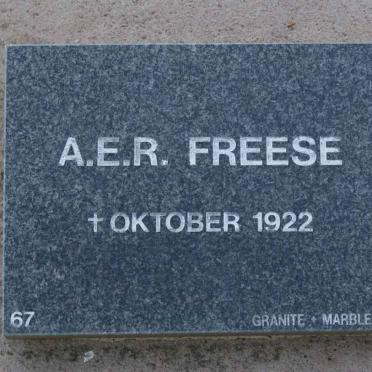 A.E.R. FREESE
† OKTOBER 1922
67
GRANITE + MARBLE